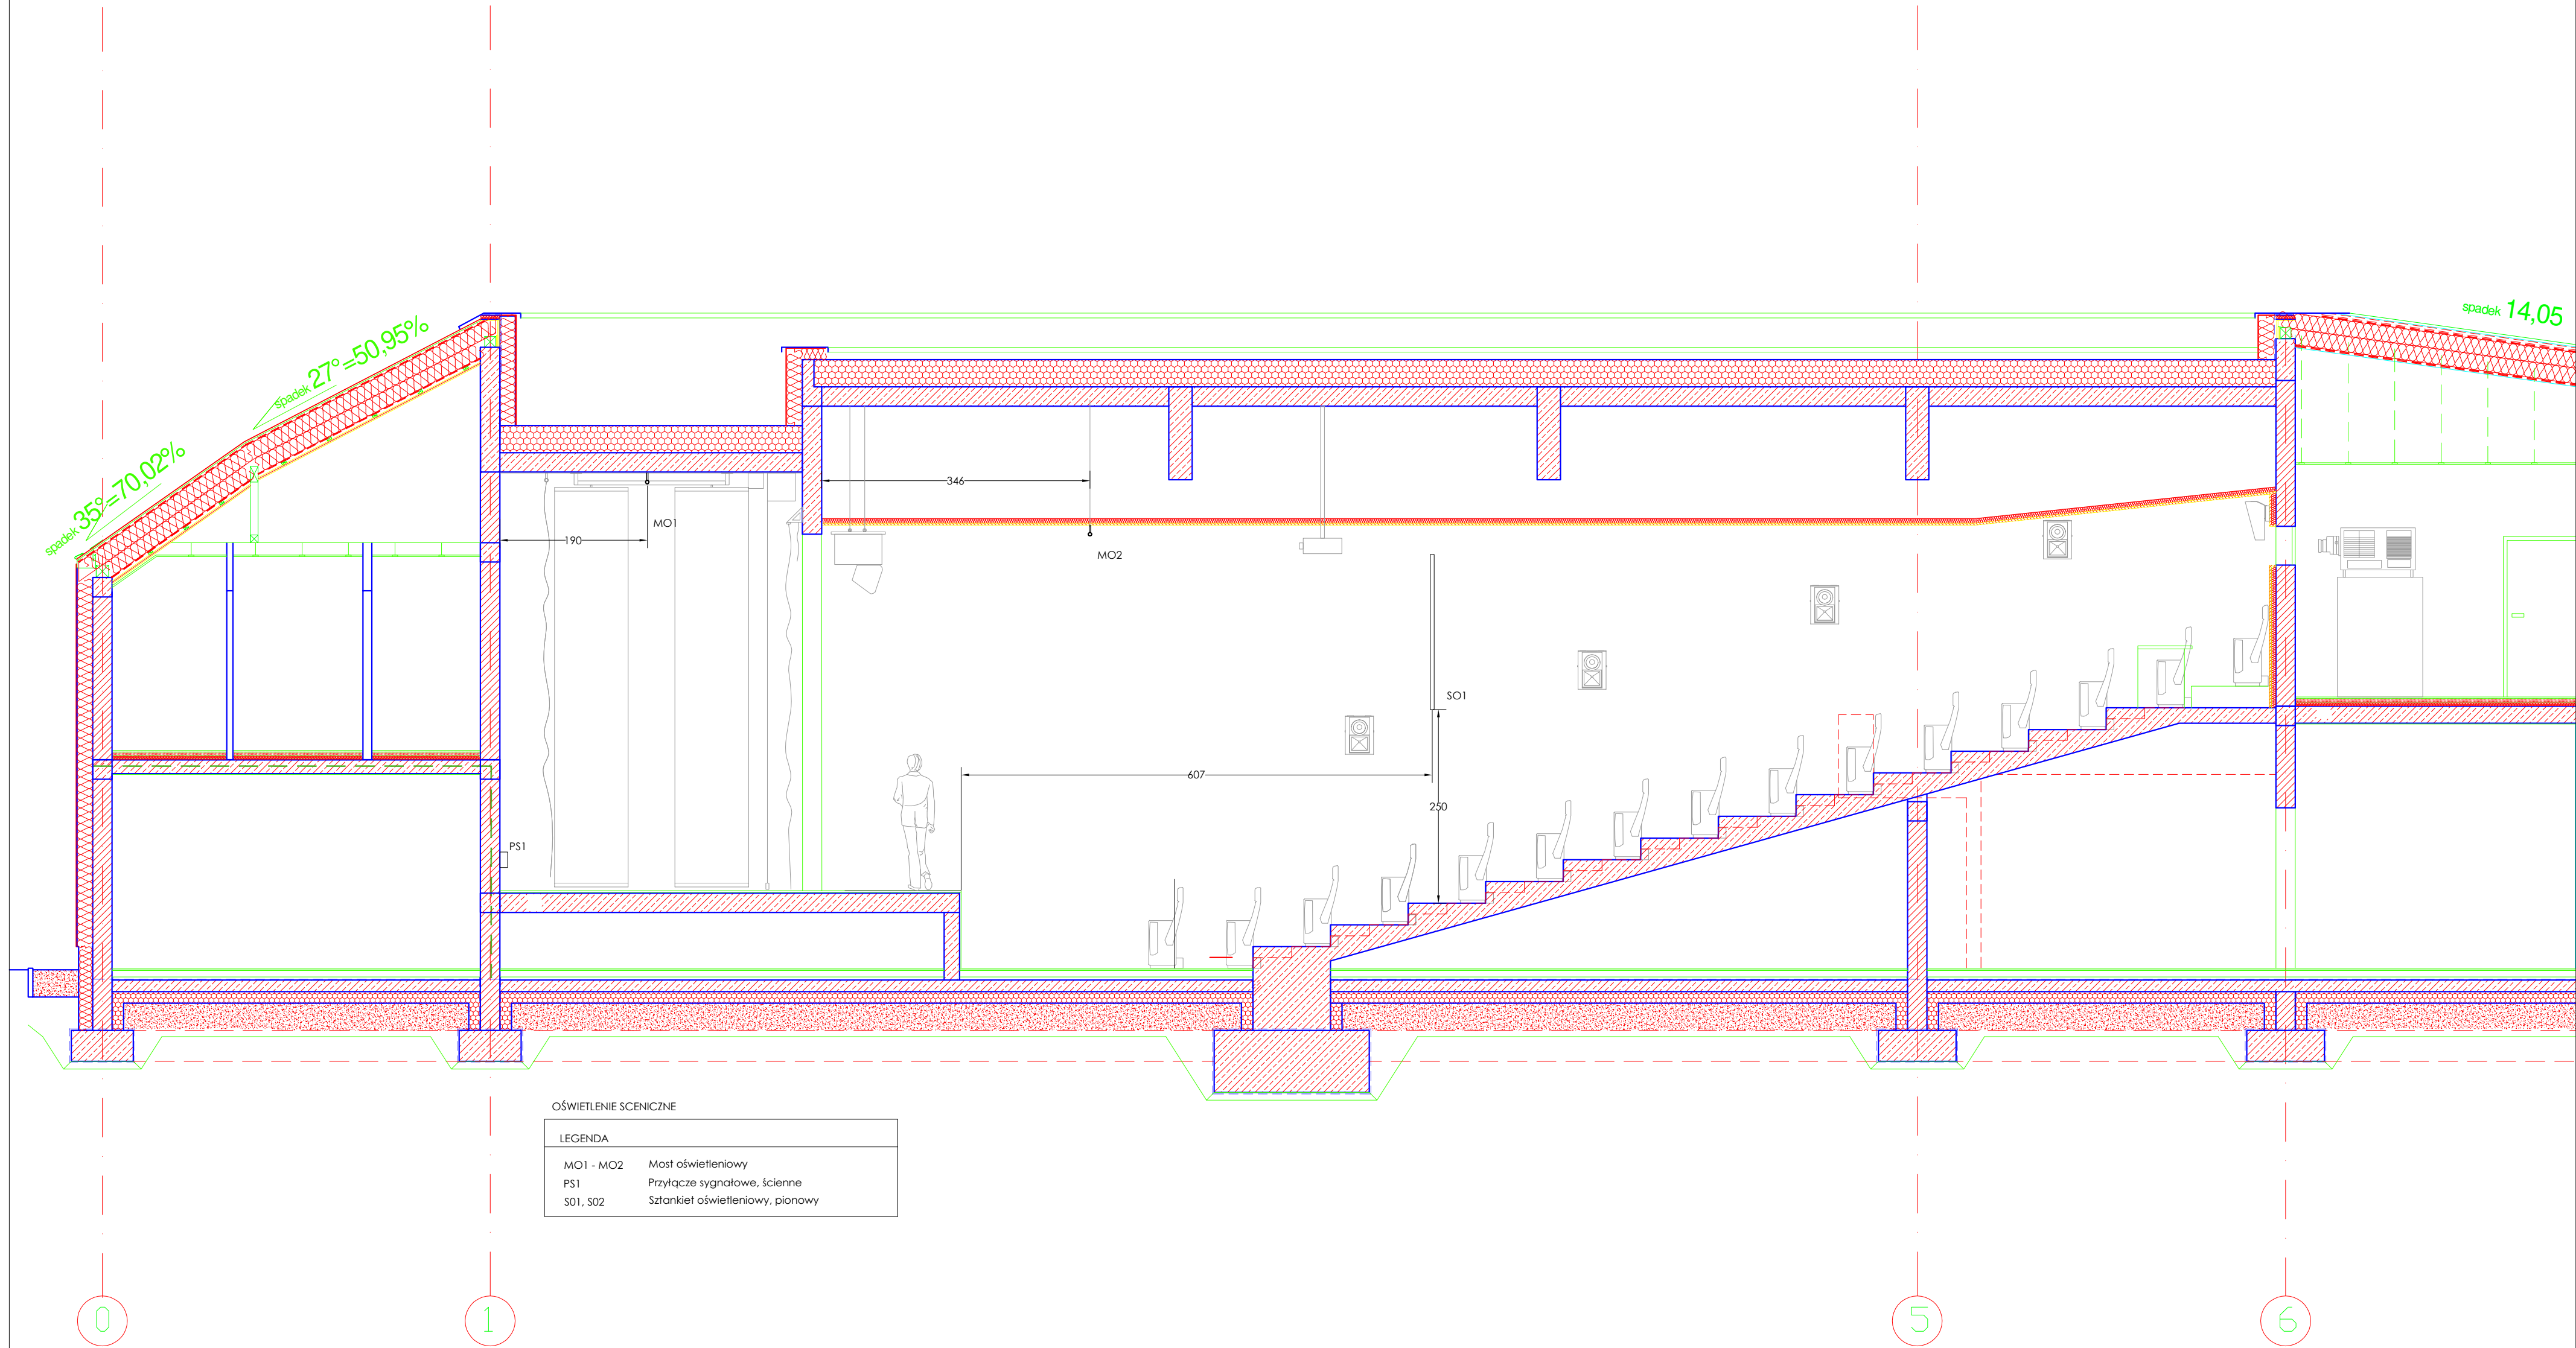 spadek 14,05
spadek 27°=50,95%
spadek 35°=70,02%
346
MO1
190
MO2
SO1
607
250
PS1
OŚWIETLENIE SCENICZNE
LEGENDA
MO1 - MO2 Most oświetleniowy
PS1 Przyłącze sygnałowe, ścienne
S01, S02 Sztankiet oświetleniowy, pionowy
0
1
5
6